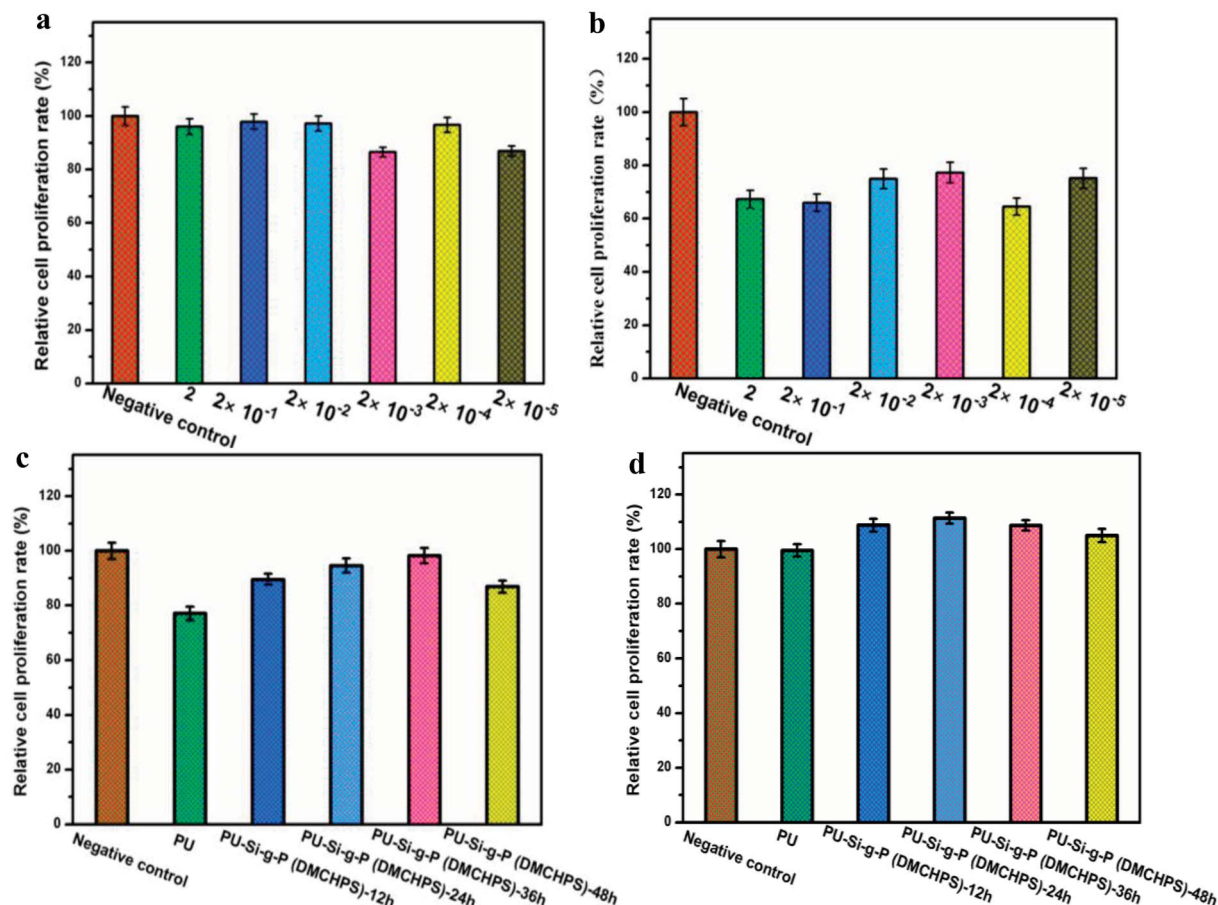 a
Relative cell proliferation rate (%)
120
100
80
60
40
20
0
Negative control
2
2× 10-1
2× 10-2
2× 10-3
2× 10-4
2× 10-5
b
Relative cell proliferation rate (%)
120
100
80
60
40
20
0
Negative control
2
2× 10-1
2× 10-2
2× 10-3
2× 10-4
2× 10-5
c
Relative cell proliferation rate (%)
120
100
80
60
40
20
0
Negative control
PU
PU-Si-g-P (DMCHPS)-12h
PU-Si-g-P (DMCHPS)-24h
PU-Si-g-P (DMCHPS)-36h
PU-Si-g-P (DMCHPS)-48h
d
Relative cell proliferation rate (%)
120
100
80
60
40
20
0
Negative control
PU
PU-Si-g-P (DMCHPS)-12h
PU-Si-g-P (DMCHPS)-24h
PU-Si-g-P (DMCHPS)-36h
PU-Si-g-P (DMCHPS)-48h